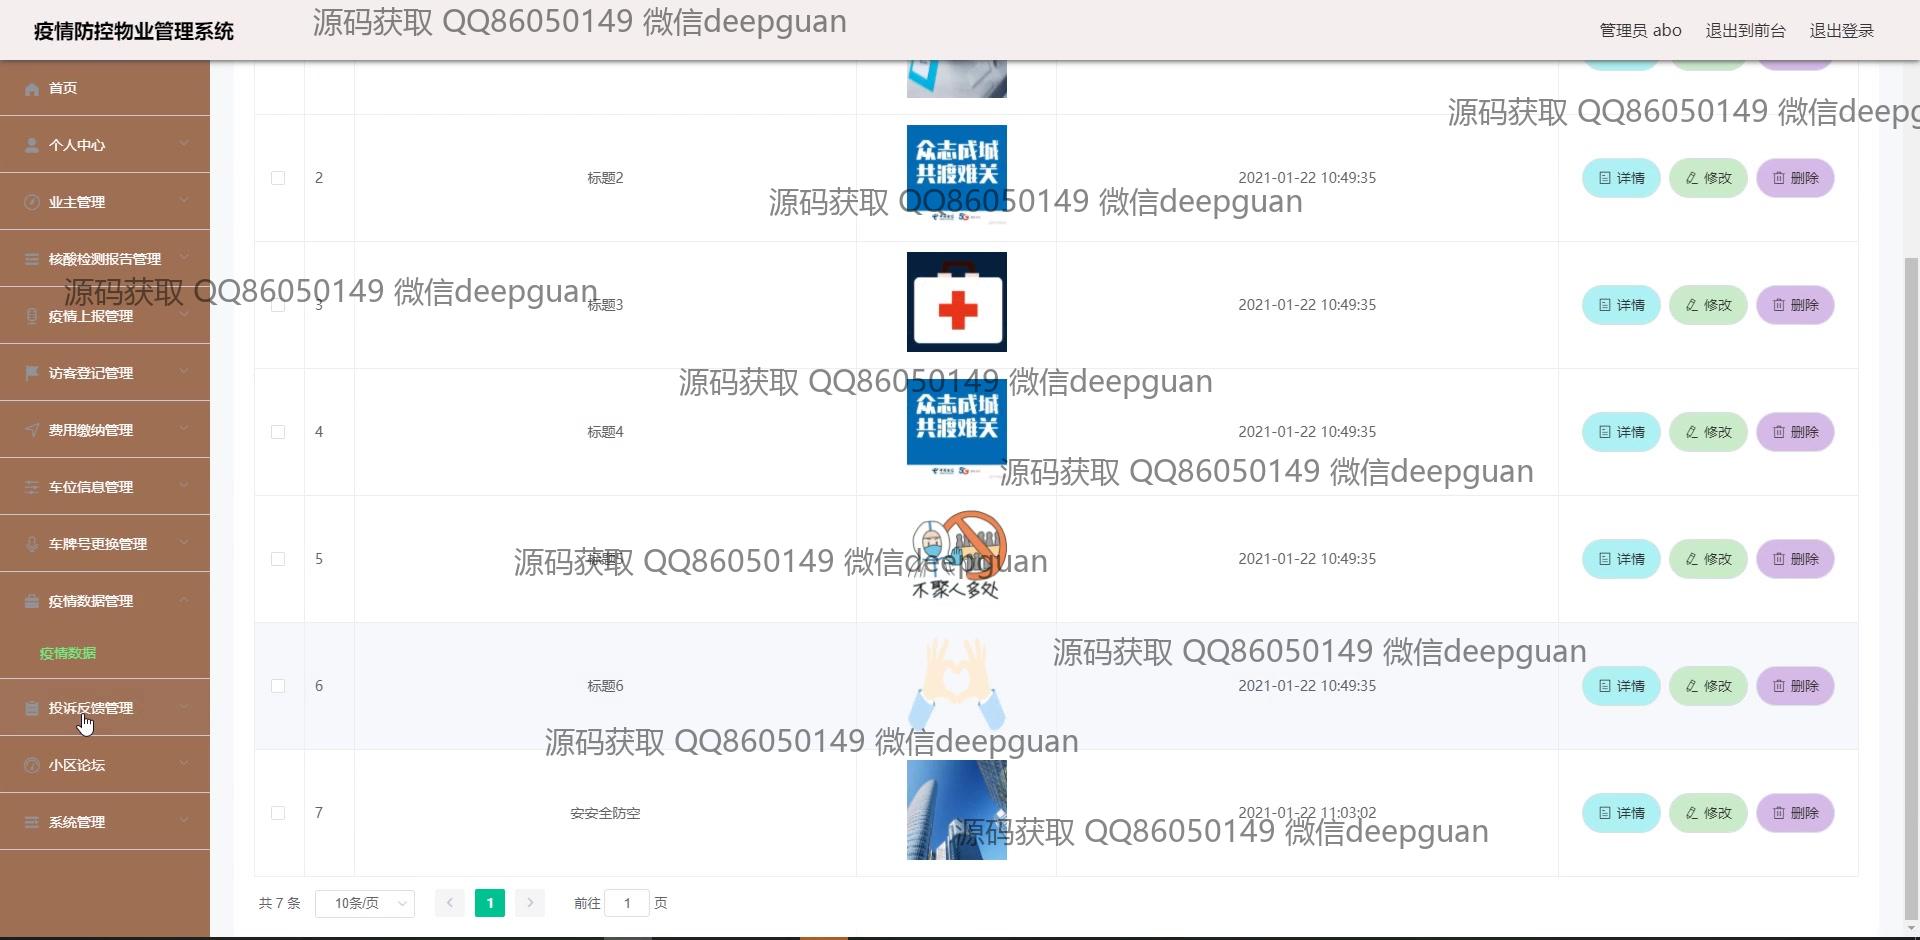 疫情防控物业管理系统
源码获取 QQ86050149 微信deepguan
管理员 abo
退出到前台
退出登录
首页
个人中心
业主管理
核酸检测报告管理
疫情上报管理
访客登记管理
费用缴纳管理
车位信息管理
车牌号更换管理
疫情数据管理
疫情数据
投诉反馈管理
小区论坛
系统管理
源码获取 QQ86050149 微信deepg
2
标题2
众志成城
共渡难关
2021-01-22 10:49:35
详情
修改
删除
源码获取 QQ86050149 微信deepguan
源码获取 QQ86050149 微信deepguan
3
标题3
2021-01-22 10:49:35
详情
修改
删除
源码获取 QQ86050149 微信deepguan
4
标题4
众志成城
共渡难关
2021-01-22 10:49:35
详情
修改
删除
源码获取 QQ86050149 微信deepguan
5
标题5
不聚人多处
2021-01-22 10:49:35
详情
修改
删除
源码获取 QQ86050149 微信deepguan
源码获取 QQ86050149 微信deepguan
6
标题6
2021-01-22 10:49:35
详情
修改
删除
源码获取 QQ86050149 微信deepguan
7
安安全防空
2021-01-22 11:03:02
详情
修改
删除
源码获取 QQ86050149 微信deepguan
共 7 条
10条/页
1
前往 1 页